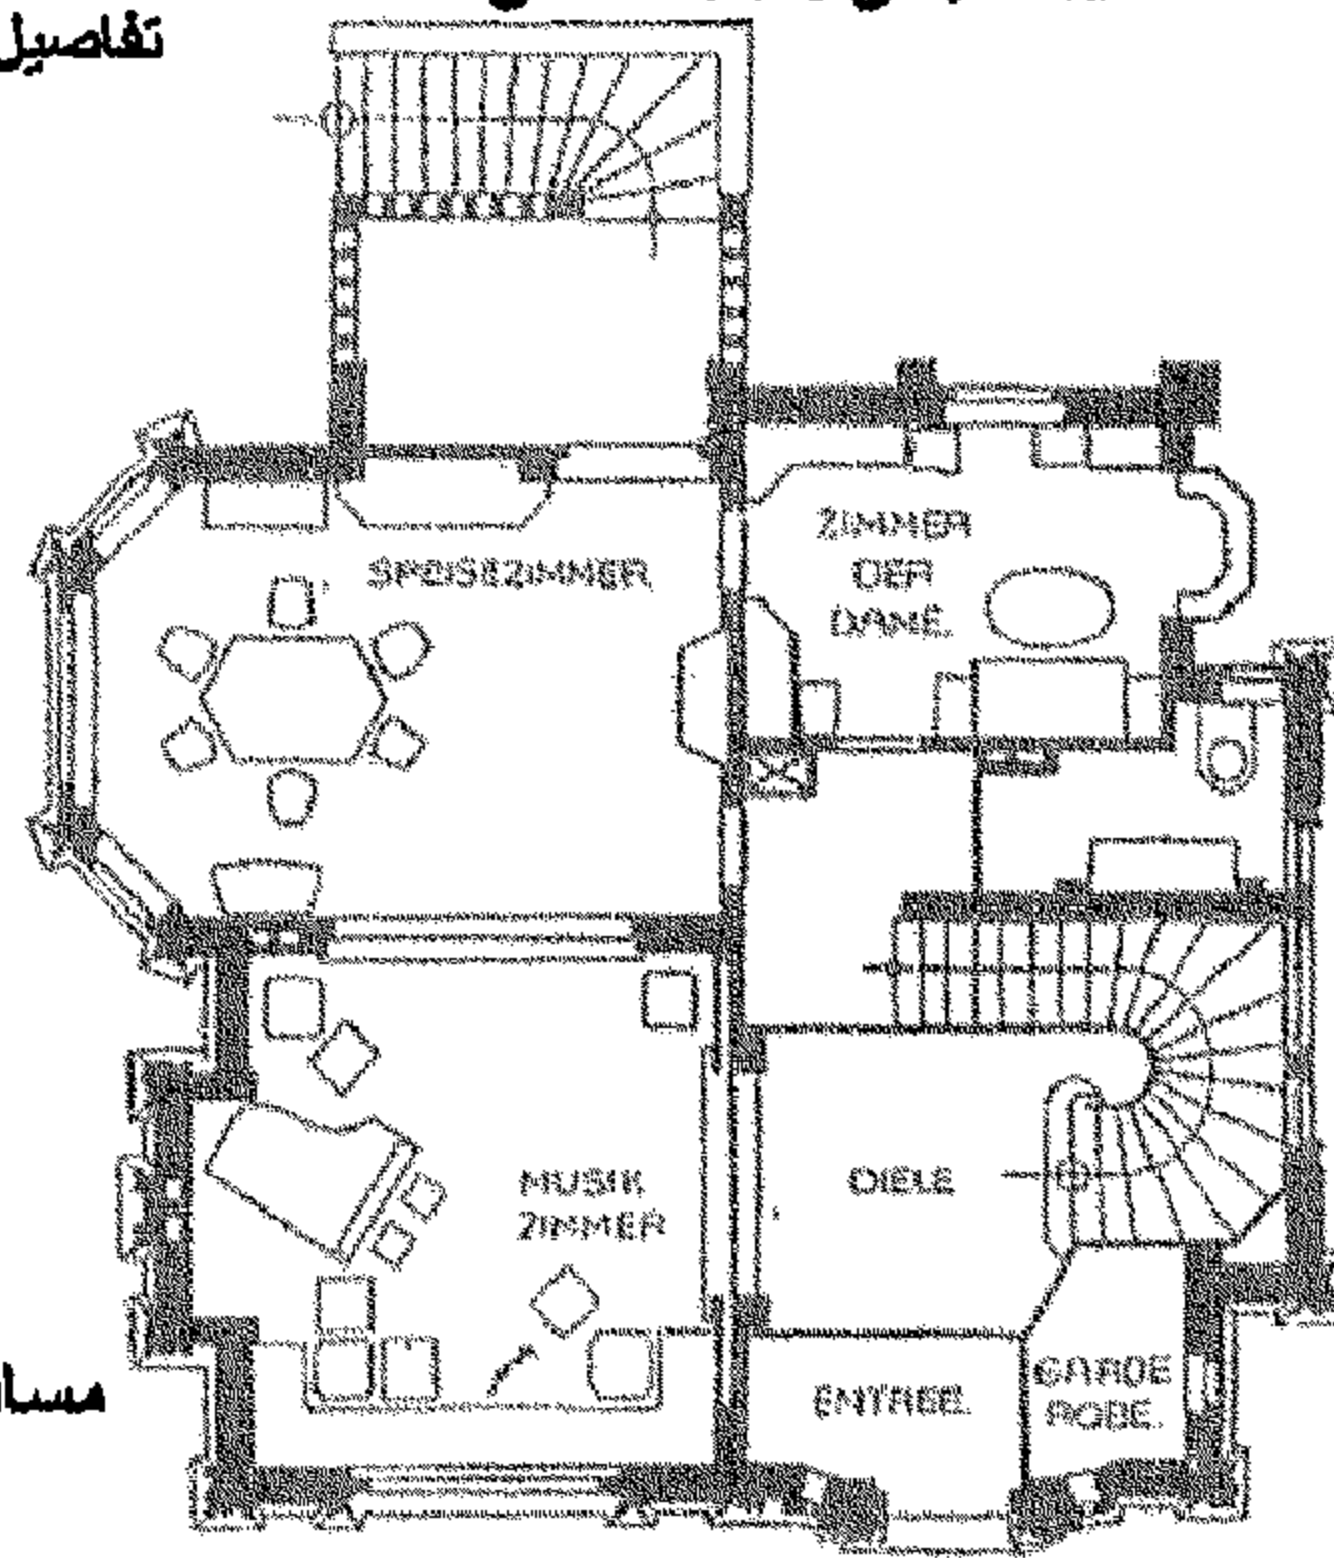 تفاصيل
SPEISEZIMMER
ZIMMER
DER
DAME
MUSIK
ZIMMER
DIELE
ENTREE
GARDE
ROBE